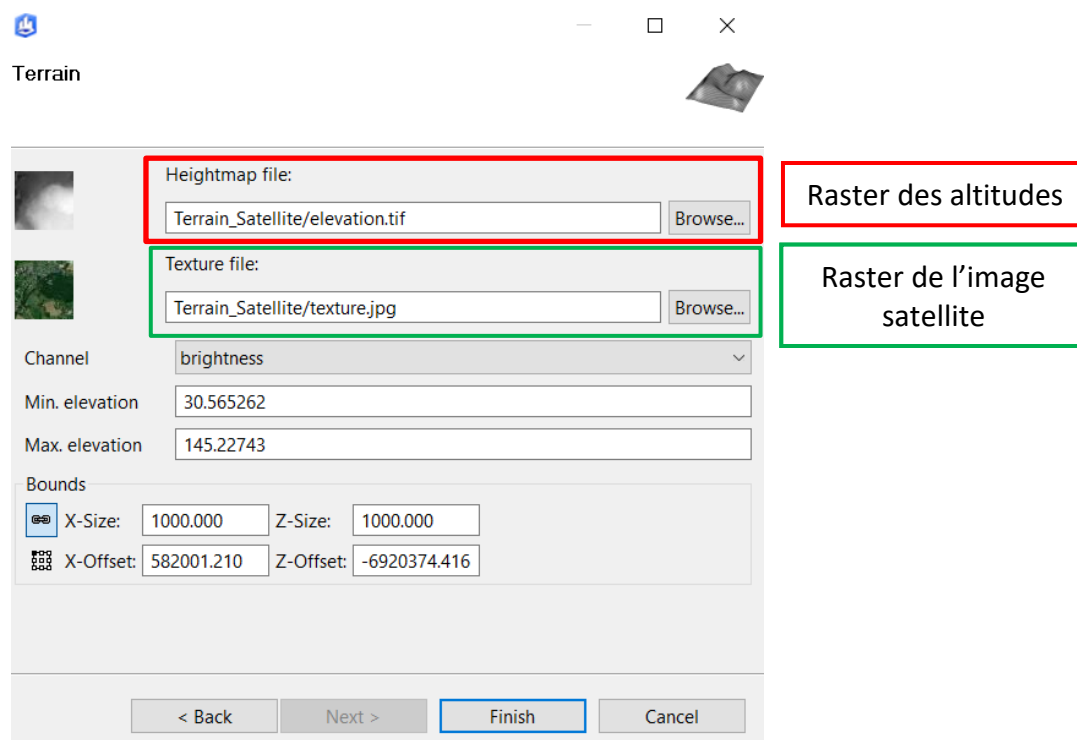 Terrain
Heightmap file:
Terrain_Satellite/elevation.tif
Browse...
Raster des altitudes
Texture file:
Terrain_Satellite/texture.jpg
Browse...
Raster de l’image
satellite
Channel
brightness
Min. elevation
30.565262
Max. elevation
145.22743
Bounds
X-Size: 1000.000 Z-Size: 1000.000
X-Offset: 582001.210 Z-Offset: -6920374.416
< Back Next > Finish Cancel